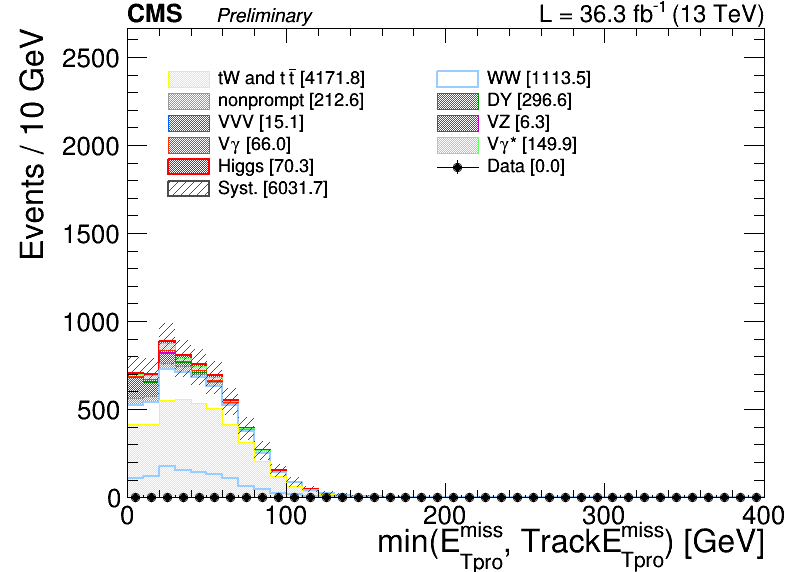 CMS Preliminary L = 36.3 fb⁻¹ (13 TeV)
Events / 10 GeV
2500
2000
1500
1000
500
0
tW and tt̅ [4171.8]
nonprompt [212.6]
VVV [15.1]
Vγ [66.0]
Higgs [70.3]
Syst. [6031.7]
WW [1113.5]
DY [296.6]
VZ [6.3]
Vγ* [149.9]
Data [0.0]
0 100 200 300 400
min(E_Tpro^miss, TrackE_Tpro^miss) [GeV]